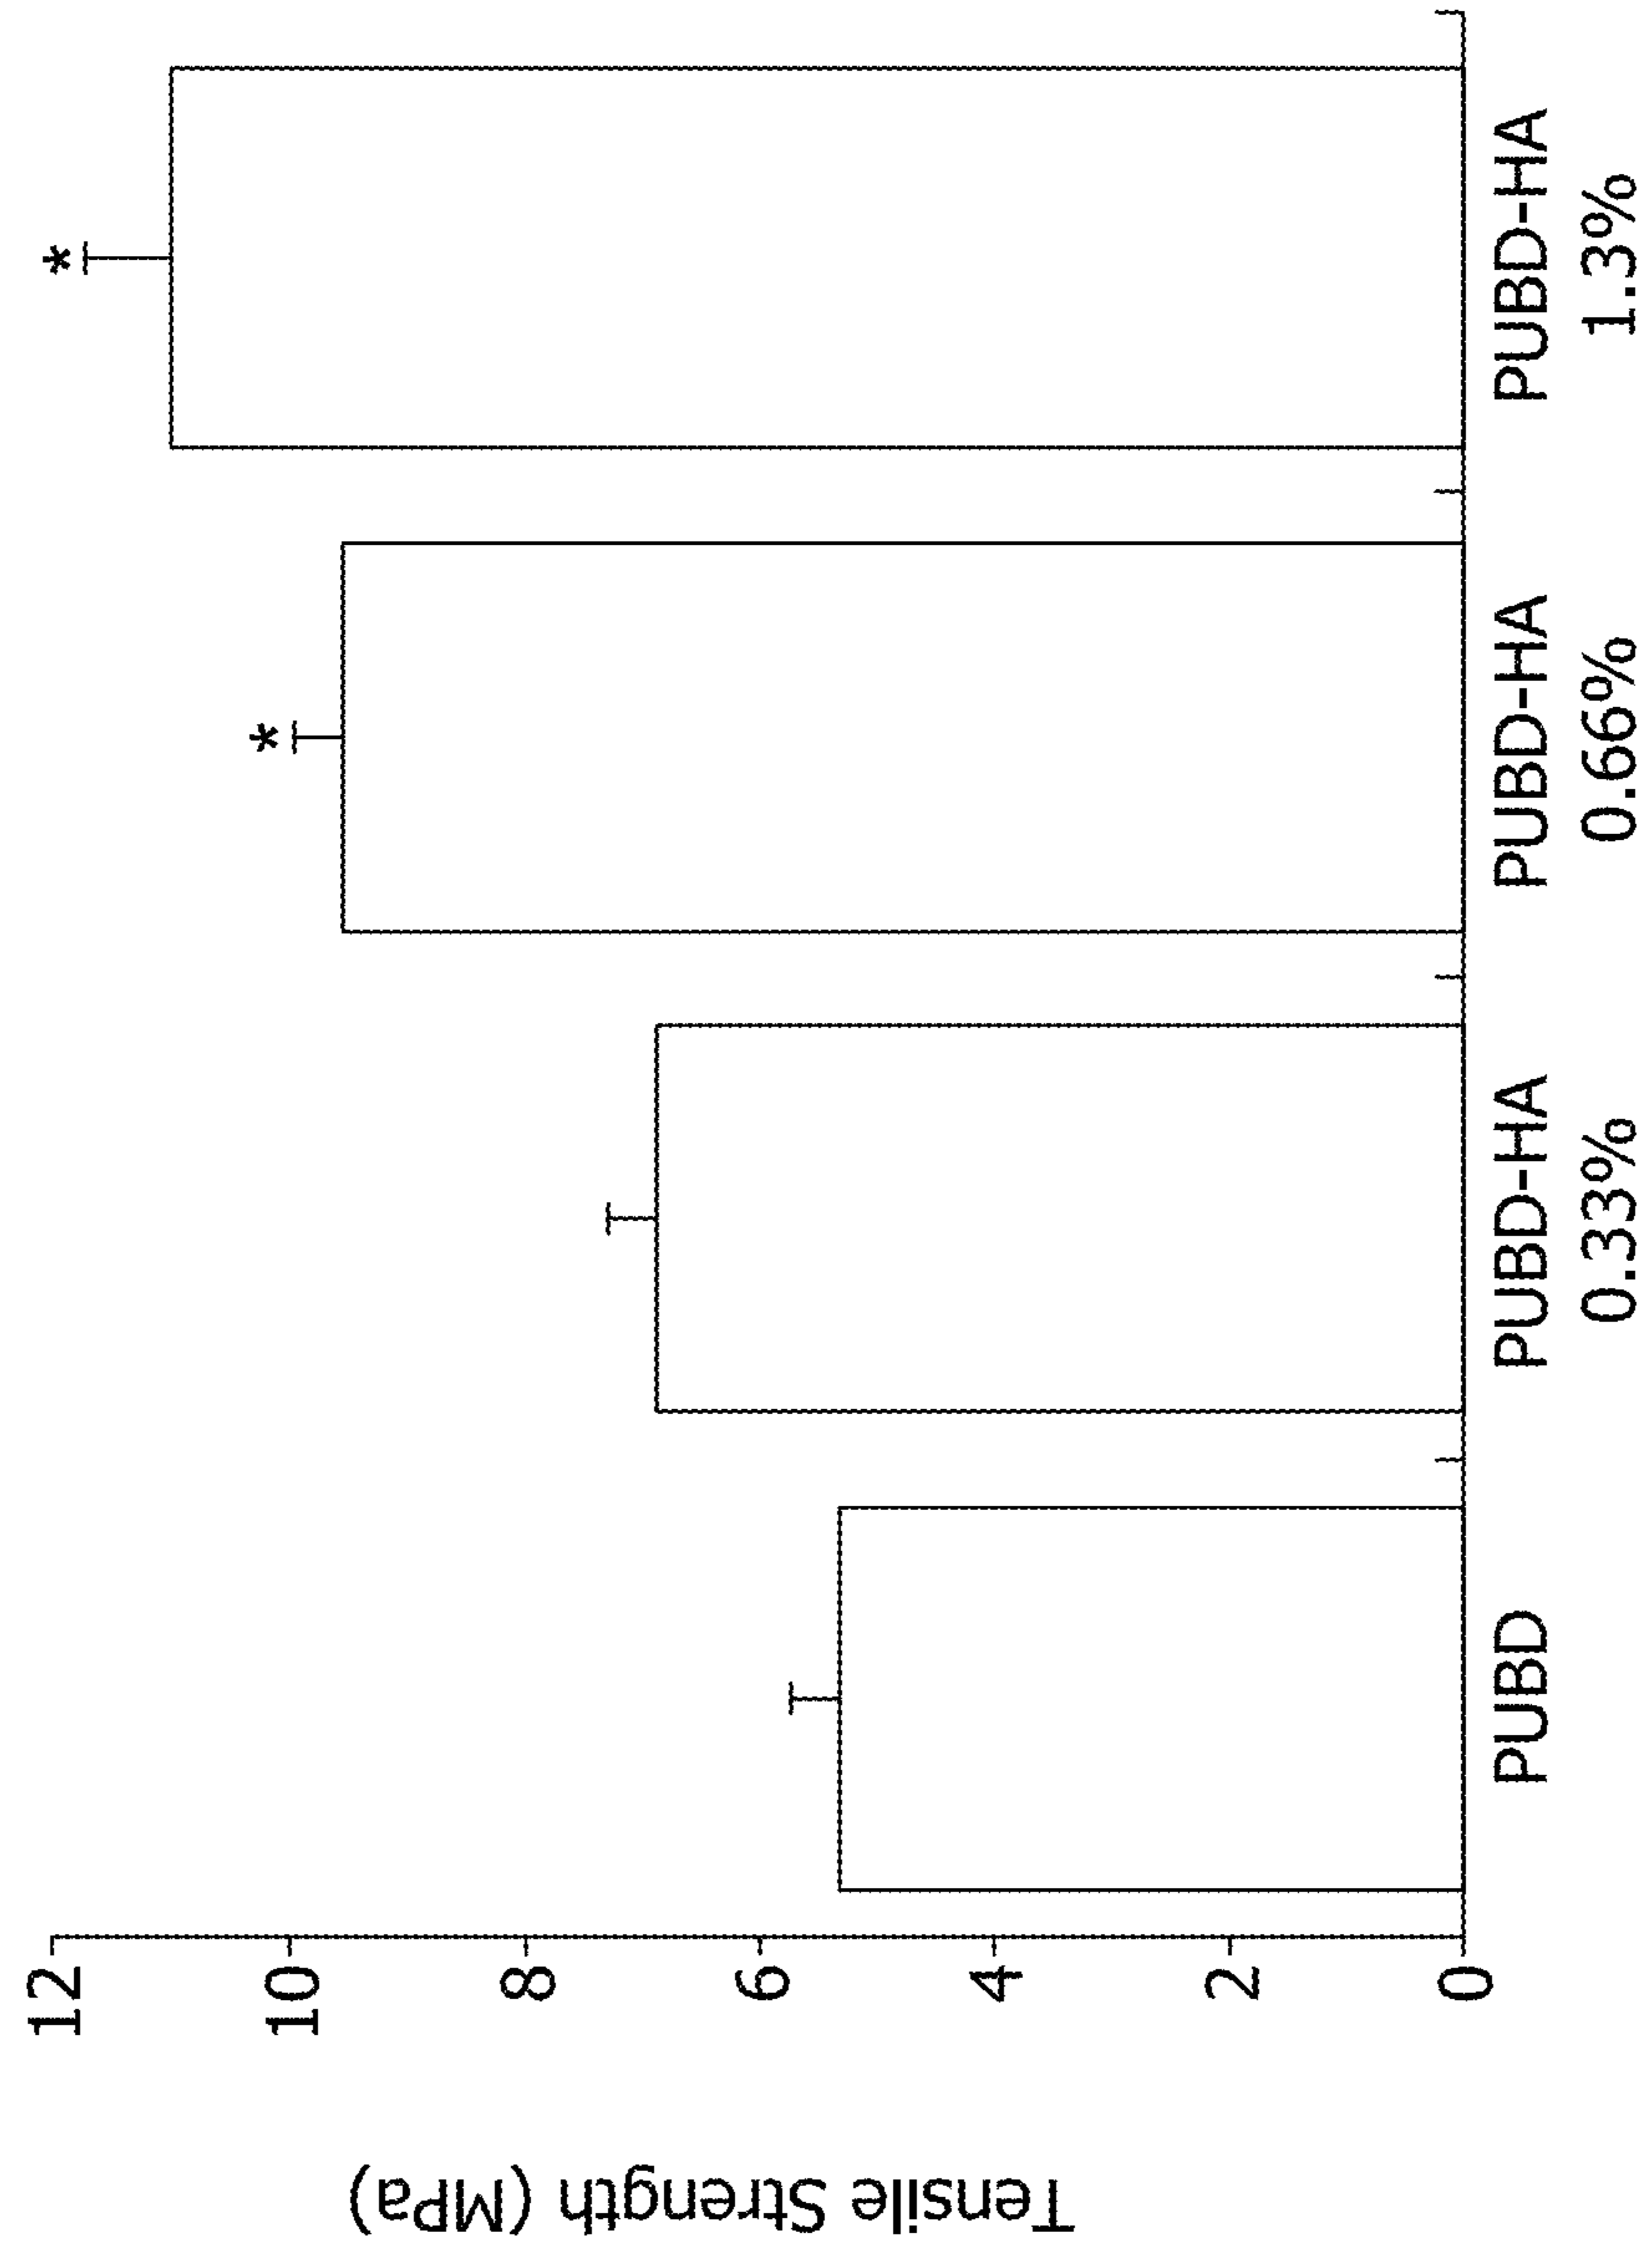 Tensile Strength (MPa)
12
10
8
6
4
2
0
*
*
PUBD
PUBD-HA
0.33%
PUBD-HA
0.66%
PUBD-HA
1.3%